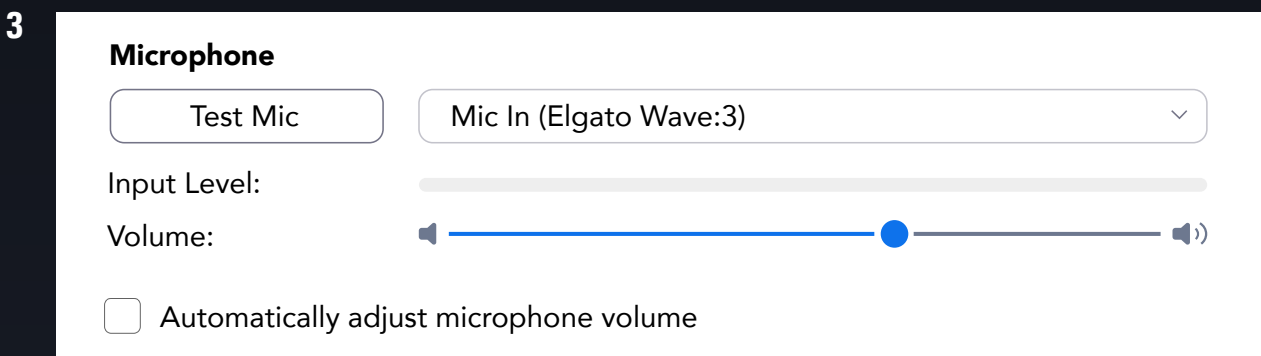 3
Microphone
Test Mic
Mic In (Elgato Wave:3)
Input Level:
Volume:
Automatically adjust microphone volume